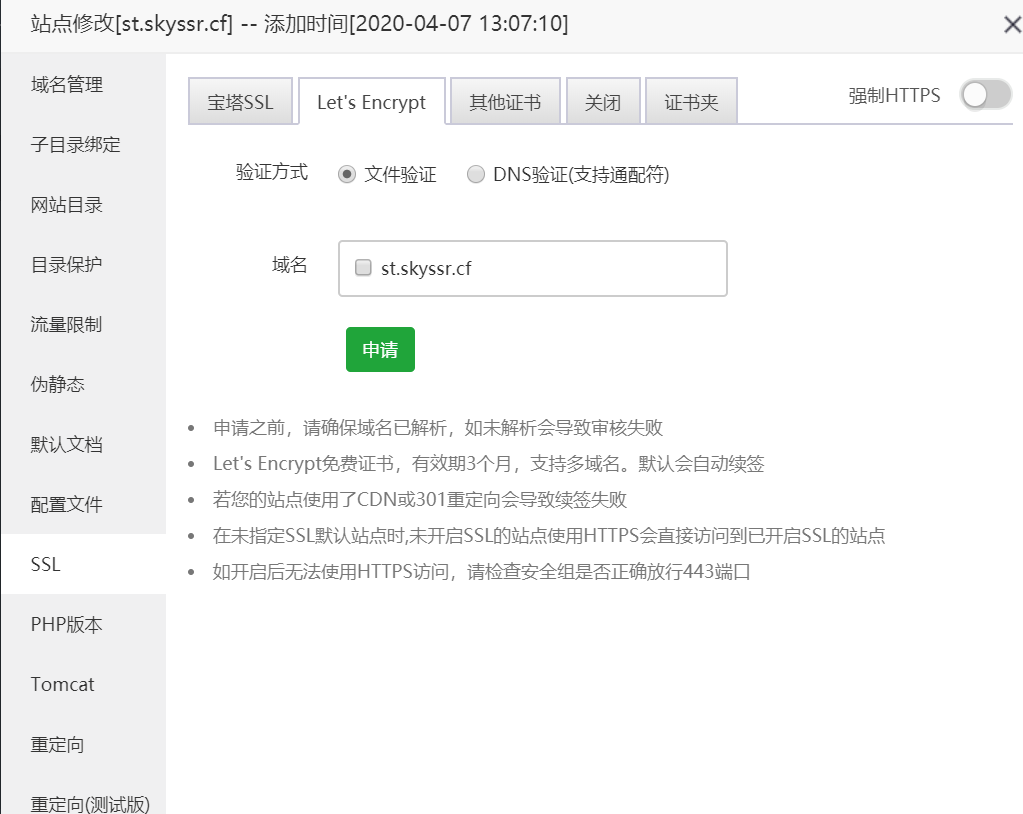 站点修改[st.skyssr.cf] -- 添加时间[2020-04-07 13:07:10]
域名管理
子目录绑定
网站目录
目录保护
流量限制
伪静态
默认文档
配置文件
SSL
PHP版本
Tomcat
重定向
重定向(测试版)
宝塔SSL Let's Encrypt 其他证书 关闭 证书夹 强制HTTPS
验证方式 文件验证 DNS验证(支持通配符)
域名 st.skyssr.cf
申请
• 申请之前，请确保域名已解析，如未解析会导致审核失败
• Let's Encrypt免费证书，有效期3个月，支持多域名。默认会自动续签
• 若您的站点使用了CDN或301重定向会导致续签失败
• 在未指定SSL默认站点时,未开启SSL的站点使用HTTPS会直接访问到已开启SSL的站点
• 如开启后无法使用HTTPS访问，请检查安全组是否正确放行443端口